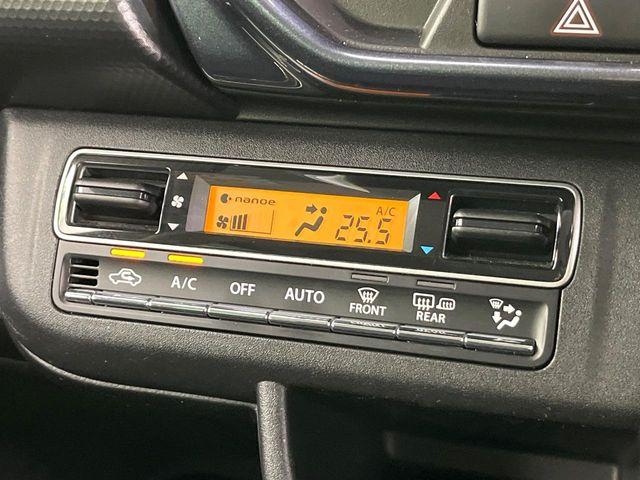 nanoe
A/C
25.5
A/C
OFF
AUTO
FRONT
REAR